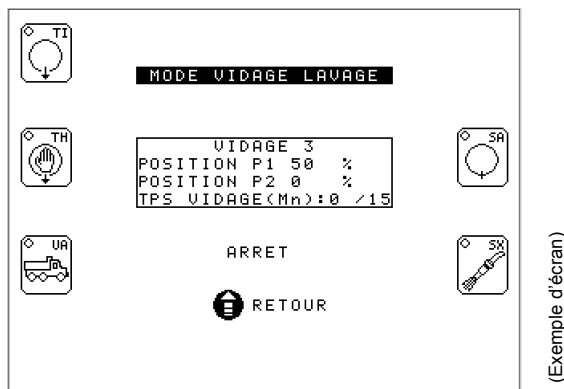 TI
MODE VIDAGE LAVAGE
TH
VIDAGE 3
POSITION P1 50 %
POSITION P2 0 %
TPS VIDAGE(Mn):0 /15
SA
VA
ARRET
SX
RETOUR
(Exemple d'écran)